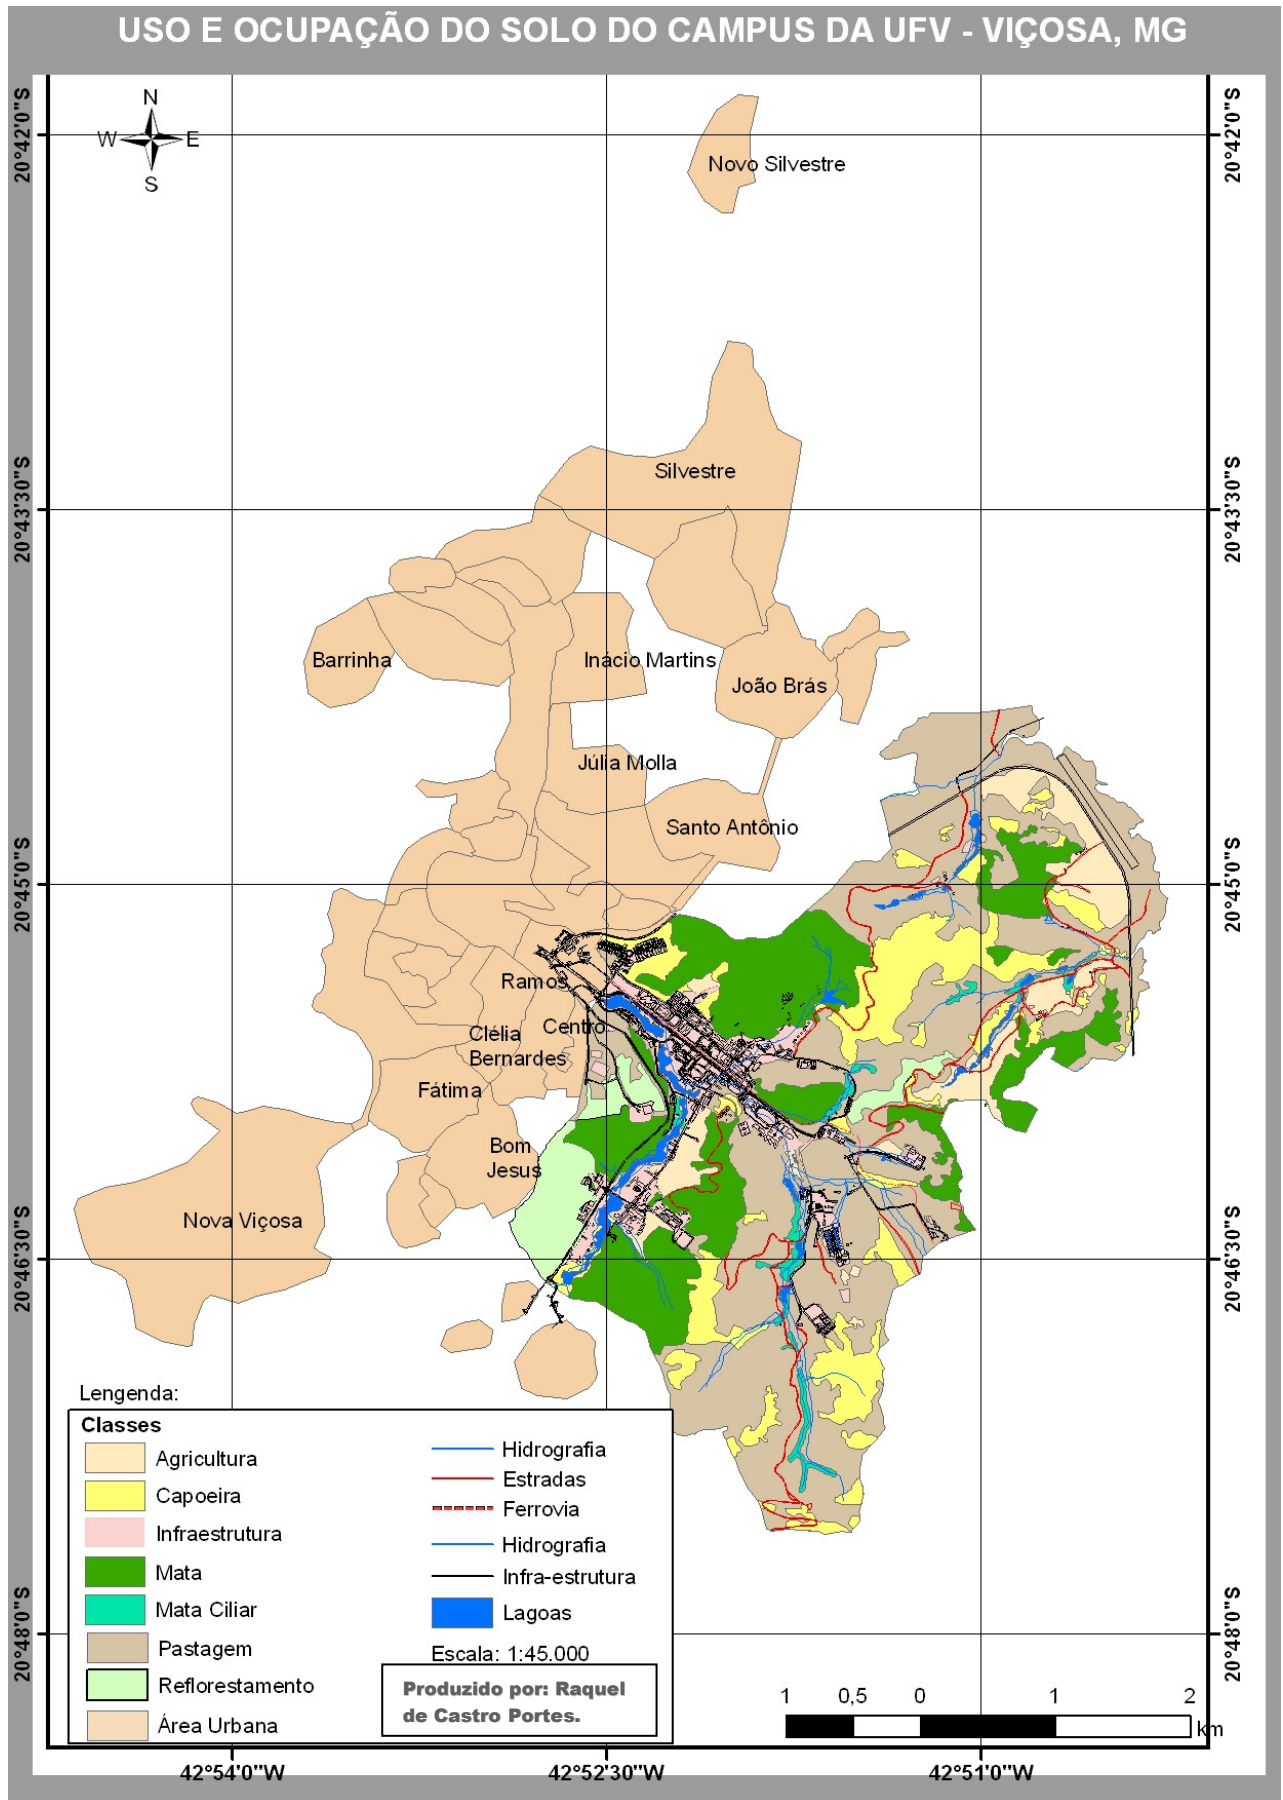 USO E OCUPAÇÃO DO SOLO DO CAMPUS DA UFV - VIÇOSA, MG
N
W E
S
20°42'0"S
20°42'0"S
Novo Silvestre
Silvestre
20°43'30"S
20°43'30"S
Barrinha
Inácio Martins
João Brás
Júlia Molla
Santo Antônio
20°45'0"S
20°45'0"S
Ramos
Centro
Clélia
Bernardes
Fátima
Bom
Jesus
Nova Viçosa
20°46'30"S
20°46'30"S
Lengenda:
Classes
Agricultura
Capoeira
Infraestrutura
Mata
Mata Ciliar
Pastagem
Reflorestamento
Área Urbana
Hidrografia
Estradas
Ferrovia
Hidrografia
Infra-estrutura
Lagoas
Escala: 1:45.000
Produzido por: Raquel
de Castro Portes.
20°48'0"S
20°48'0"S
1 0,5 0 1 2
km
42°54'0"W
42°52'30"W
42°51'0"W